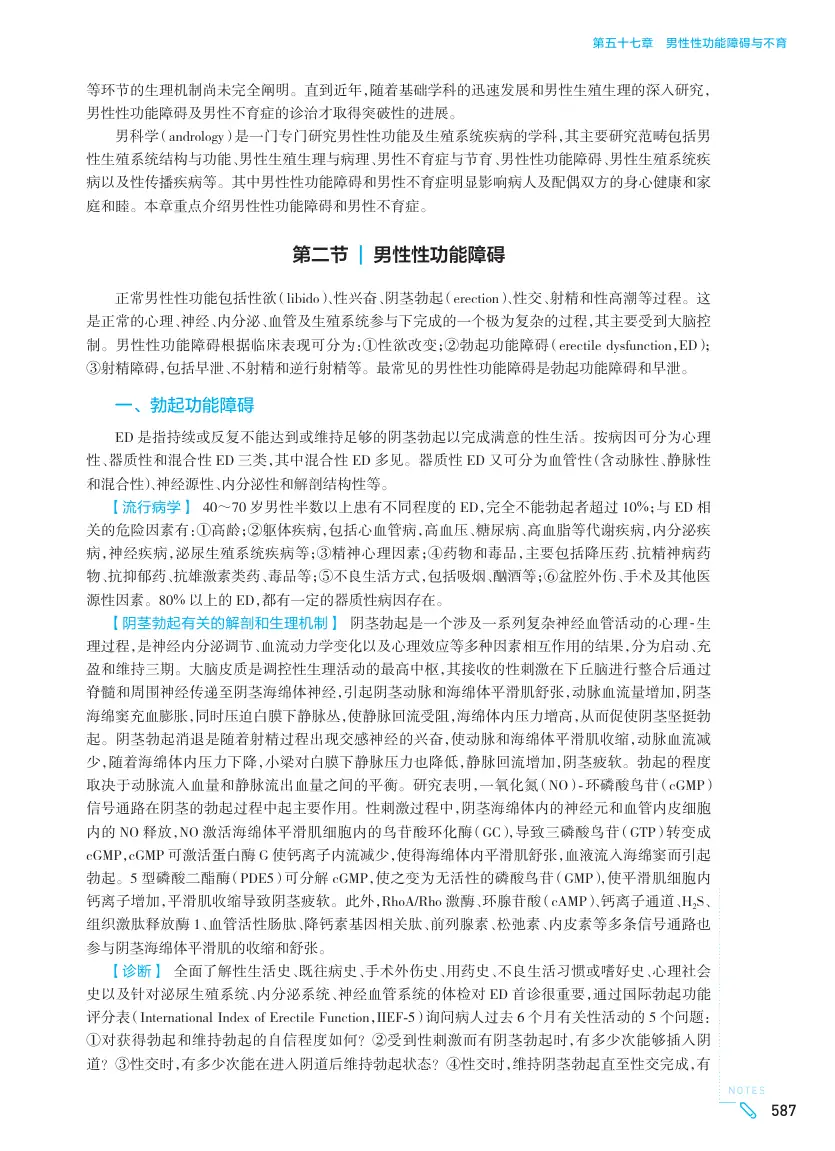 第五十七章　男性性功能障碍与不育
等环节的生理机制尚未完全阐明。直到近年,随着基础学科的迅速发展和男性生殖生理的深入研究,
男性性功能障碍及男性不育症的诊治才取得突破性的进展。
男科学(andrology)是一门专门研究男性性功能及生殖系统疾病的学科,其主要研究范畴包括男
性生殖系统结构与功能、男性生殖生理与病理、男性不育症与节育、男性性功能障碍、男性生殖系统疾
病以及性传播疾病等。其中男性性功能障碍和男性不育症明显影响病人及配偶双方的身心健康和家
庭和睦。本章重点介绍男性性功能障碍和男性不育症。
第二节 | 男性性功能障碍
正常男性性功能包括性欲(libido)、性兴奋、阴茎勃起(erection)、性交、射精和性高潮等过程。这
是正常的心理、神经、内分泌、血管及生殖系统参与下完成的一个极为复杂的过程,其主要受到大脑控
制。男性性功能障碍根据临床表现可分为:①性欲改变;②勃起功能障碍(erectile dysfunction,ED);
③射精障碍,包括早泄、不射精和逆行射精等。最常见的男性性功能障碍是勃起功能障碍和早泄。
一、勃起功能障碍
ED 是指持续或反复不能达到或维持足够的阴茎勃起以完成满意的性生活。按病因可分为心理
性、器质性和混合性 ED 三类,其中混合性 ED 多见。器质性 ED 又可分为血管性(含动脉性、静脉性
和混合性)、神经源性、内分泌性和解剖结构性等。
【流行病学】 40～70 岁男性半数以上患有不同程度的 ED,完全不能勃起者超过 10%;与 ED 相
关的危险因素有:①高龄;②躯体疾病,包括心血管病,高血压、糖尿病、高血脂等代谢疾病,内分泌疾
病,神经疾病,泌尿生殖系统疾病等;③精神心理因素;④药物和毒品,主要包括降压药、抗精神病药
物、抗抑郁药、抗雄激素类药、毒品等;⑤不良生活方式,包括吸烟、酗酒等;⑥盆腔外伤、手术及其他医
源性因素。80% 以上的 ED,都有一定的器质性病因存在。
【阴茎勃起有关的解剖和生理机制】 阴茎勃起是一个涉及一系列复杂神经血管活动的心理-生
理过程,是神经内分泌调节、血流动力学变化以及心理效应等多种因素相互作用的结果,分为启动、充
盈和维持三期。大脑皮质是调控性生理活动的最高中枢,其接收的性刺激在下丘脑进行整合后通过
脊髓和周围神经传递至阴茎海绵体神经,引起阴茎动脉和海绵体平滑肌舒张,动脉血流量增加,阴茎
海绵窦充血膨胀,同时压迫白膜下静脉丛,使静脉回流受阻,海绵体内压力增高,从而促使阴茎坚挺勃
起。阴茎勃起消退是随着射精过程出现交感神经的兴奋,使动脉和海绵体平滑肌收缩,动脉血流减
少,随着海绵体内压力下降,小梁对白膜下静脉压力也降低,静脉回流增加,阴茎疲软。勃起的程度
取决于动脉流入血量和静脉流出血量之间的平衡。研究表明,一氧化氮(NO)-环磷酸鸟苷(cGMP)
信号通路在阴茎的勃起过程中起主要作用。性刺激过程中,阴茎海绵体内的神经元和血管内皮细胞
内的 NO 释放,NO 激活海绵体平滑肌细胞内的鸟苷酸环化酶(GC),导致三磷酸鸟苷(GTP)转变成
cGMP,cGMP 可激活蛋白酶 G 使钙离子内流减少,使得海绵体内平滑肌舒张,血液流入海绵窦而引起
勃起。5 型磷酸二酯酶(PDE5)可分解 cGMP,使之变为无活性的磷酸鸟苷(GMP),使平滑肌细胞内
钙离子增加,平滑肌收缩导致阴茎疲软。此外,RhoA/Rho 激酶、环腺苷酸(cAMP)、钙离子通道、H₂S、
组织激肽释放酶 1、血管活性肠肽、降钙素基因相关肽、前列腺素、松弛素、内皮素等多条信号通路也
参与阴茎海绵体平滑肌的收缩和舒张。
【诊断】 全面了解性生活史、既往病史、手术外伤史、用药史、不良生活习惯或嗜好史、心理社会
史以及针对泌尿生殖系统、内分泌系统、神经血管系统的体检对 ED 首诊很重要,通过国际勃起功能
评分表(International Index of Erectile Function,IIEF-5)询问病人过去 6 个月有关性活动的 5 个问题:
①对获得勃起和维持勃起的自信程度如何? ②受到性刺激而有阴茎勃起时,有多少次能够插入阴
道? ③性交时,有多少次能在进入阴道后维持勃起状态? ④性交时,维持阴茎勃起直至性交完成,有
NOTES
587